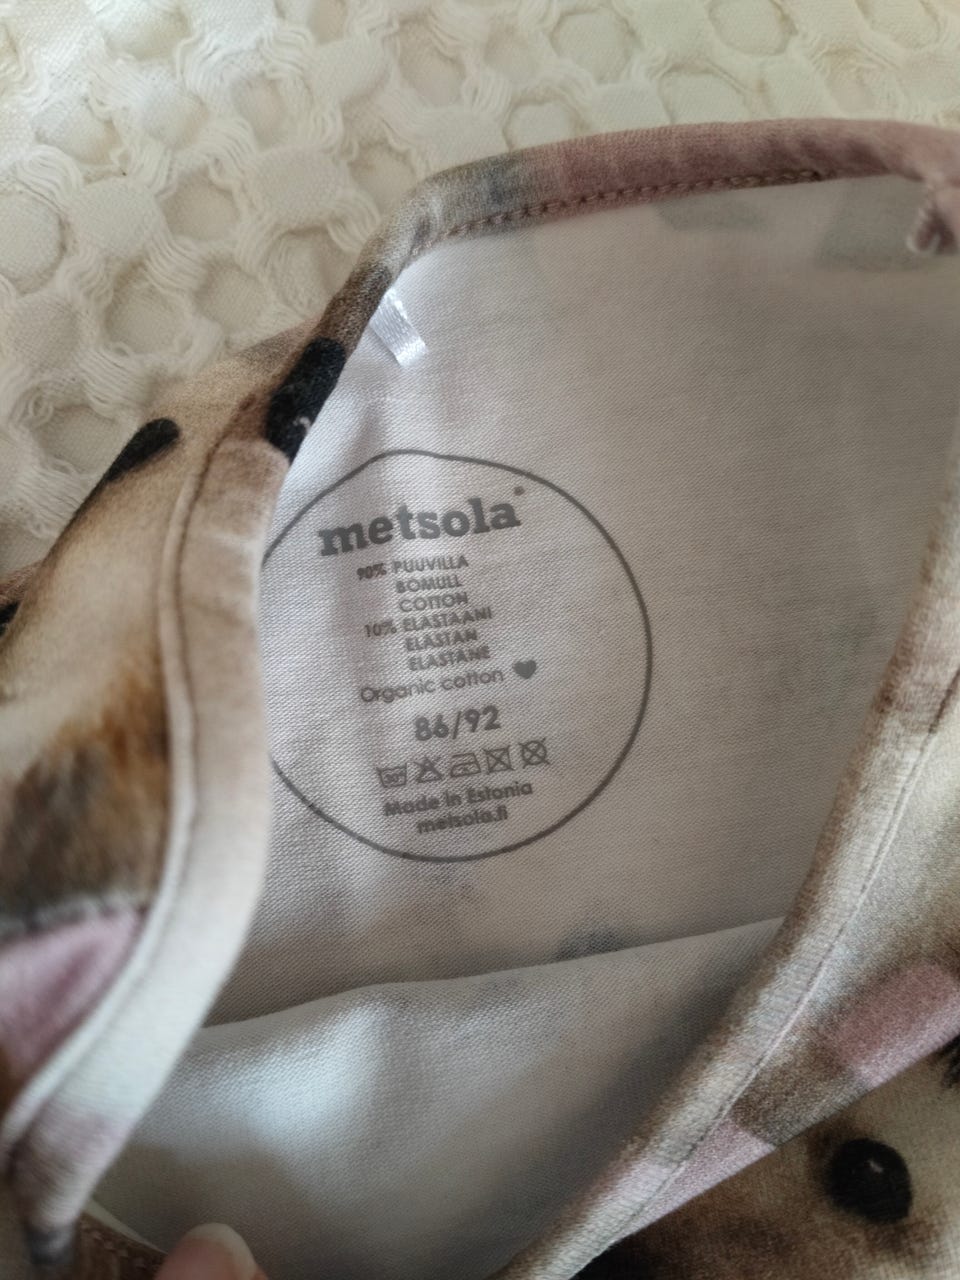 metsola
90% PUUVILLA
BOMULL
COTTON
10% ELASTAANI
ELASTAN
ELASTANE
Organic cotton ♥
86/92
Made in Estonia
metsola.fi